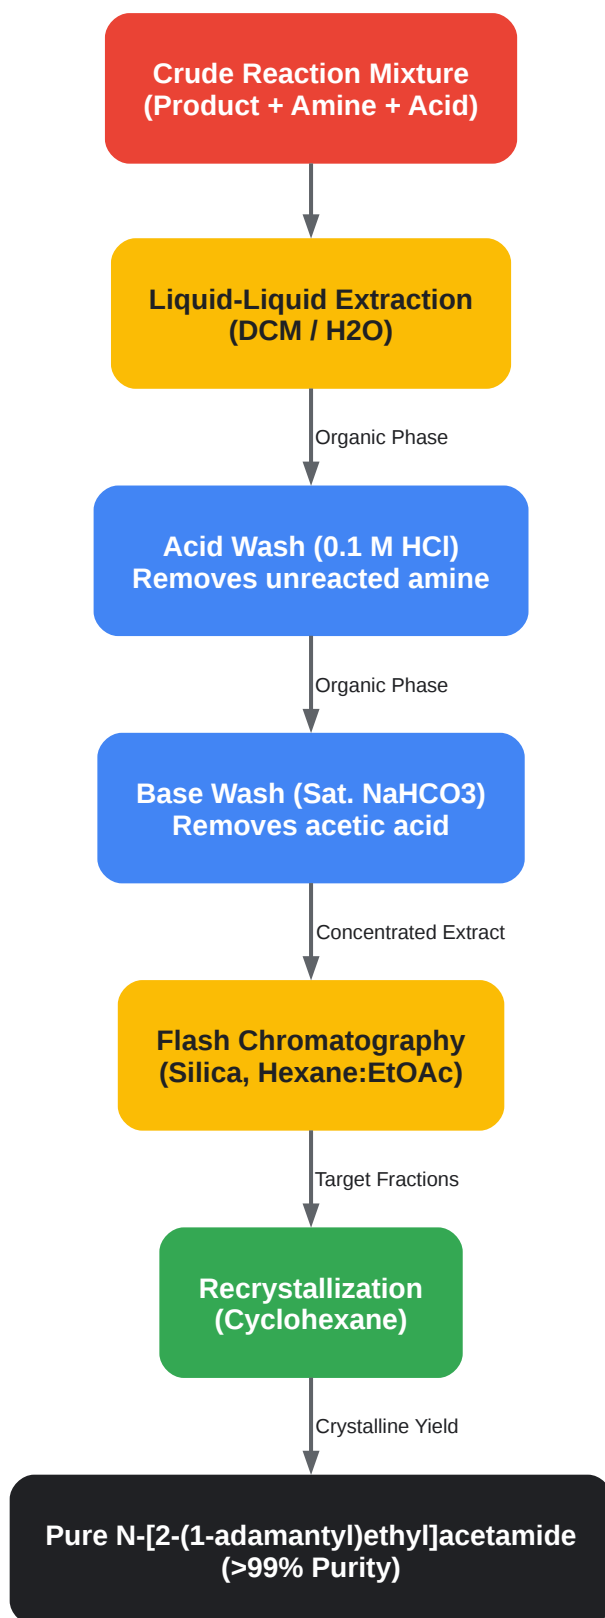 Crude Reaction Mixture
(Product + Amine + Acid)
Liquid-Liquid Extraction
(DCM / H2O)
Organic Phase
Acid Wash (0.1 M HCl)
Removes unreacted amine
Organic Phase
Base Wash (Sat. NaHCO3)
Removes acetic acid
Concentrated Extract
Flash Chromatography
(Silica, Hexane:EtOAc)
Target Fractions
Recrystallization
(Cyclohexane)
Crystalline Yield
Pure N-[2-(1-adamantyl)ethyl]acetamide
(>99% Purity)